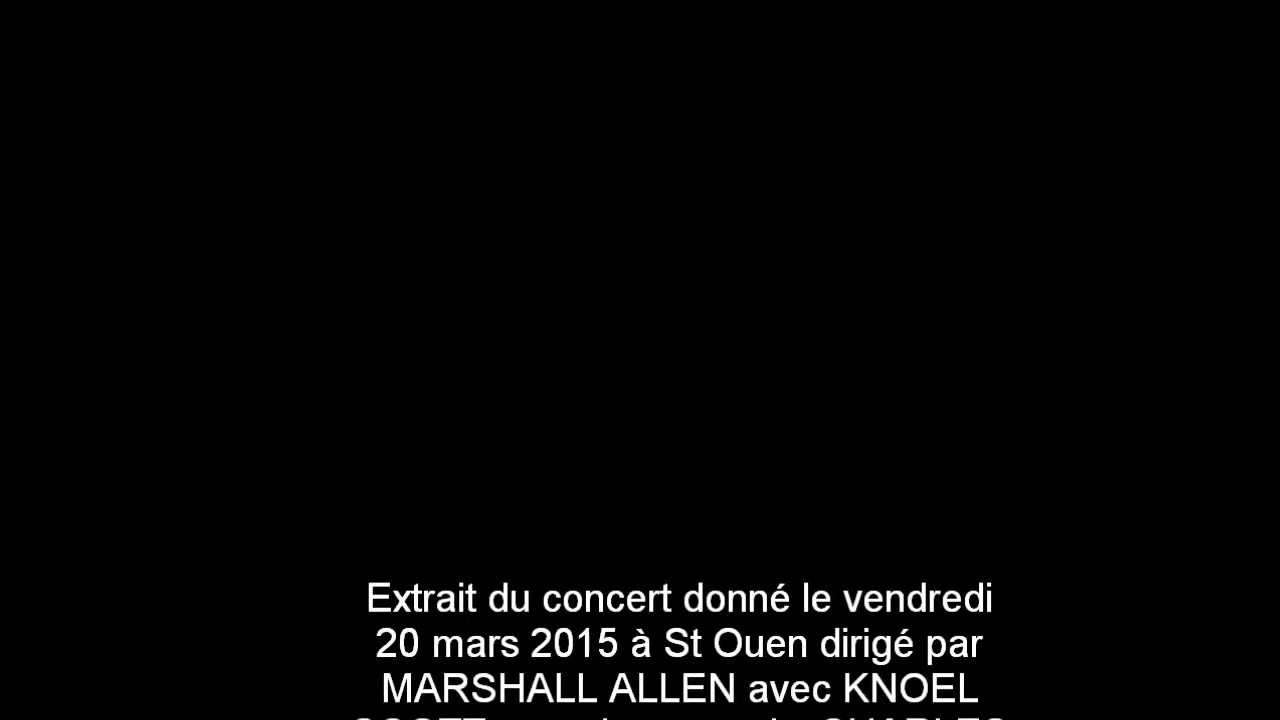 Extrait du concert donné le vendredi
20 mars 2015 à St Ouen dirigé par
MARSHALL ALLEN avec KNOEL